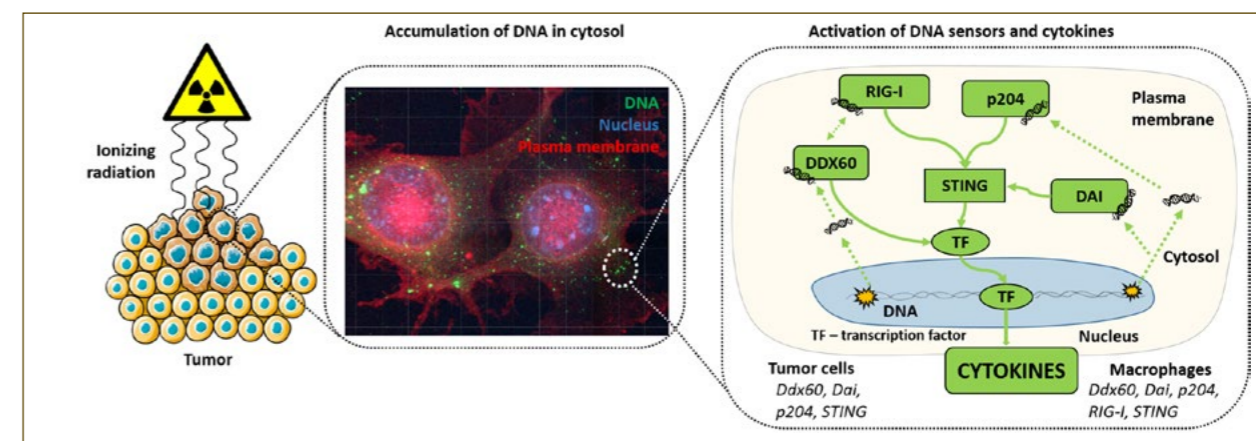 Accumulation of DNA in cytosol
Activation of DNA sensors and cytokines
Ionizing
radiation
Tumor
DNA
Nucleus
Plasma membrane
RIG-I
p204
Plasma
membrane
DDX60
STING
DAI
TF
Cytosol
DNA
TF
TF – transcription factor
Nucleus
CYTOKINES
Tumor cells
Ddx60, Dai,
p204, STING
Macrophages
Ddx60, Dai, p204,
RIG-I, STING